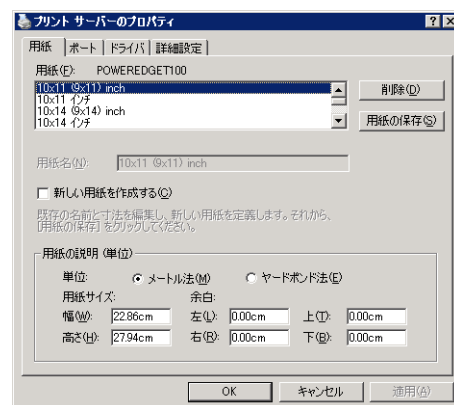 プリント サーバーのプロパティ
用紙 ポート ドライバ 詳細設定
用紙(F): POWEREDGET100
10x11 (9x11) inch
10x11 インチ
10x14 (9x14) inch
10x14 インチ
削除(D)
用紙の保存(S)
用紙名(N): 10x11 (9x11) inch
新しい用紙を作成する(C)
既存の名前と寸法を編集し、新しい用紙を定義します。それから、
[用紙の保存] をクリックしてください。
用紙の説明 (単位)
単位: メートル法(M) ヤードポンド法(E)
用紙サイズ: 余白:
幅(W): 22.86cm 左(L): 0.00cm 上(T): 0.00cm
高さ(H): 27.94cm 右(R): 0.00cm 下(B): 0.00cm
OK キャンセル 適用(A)